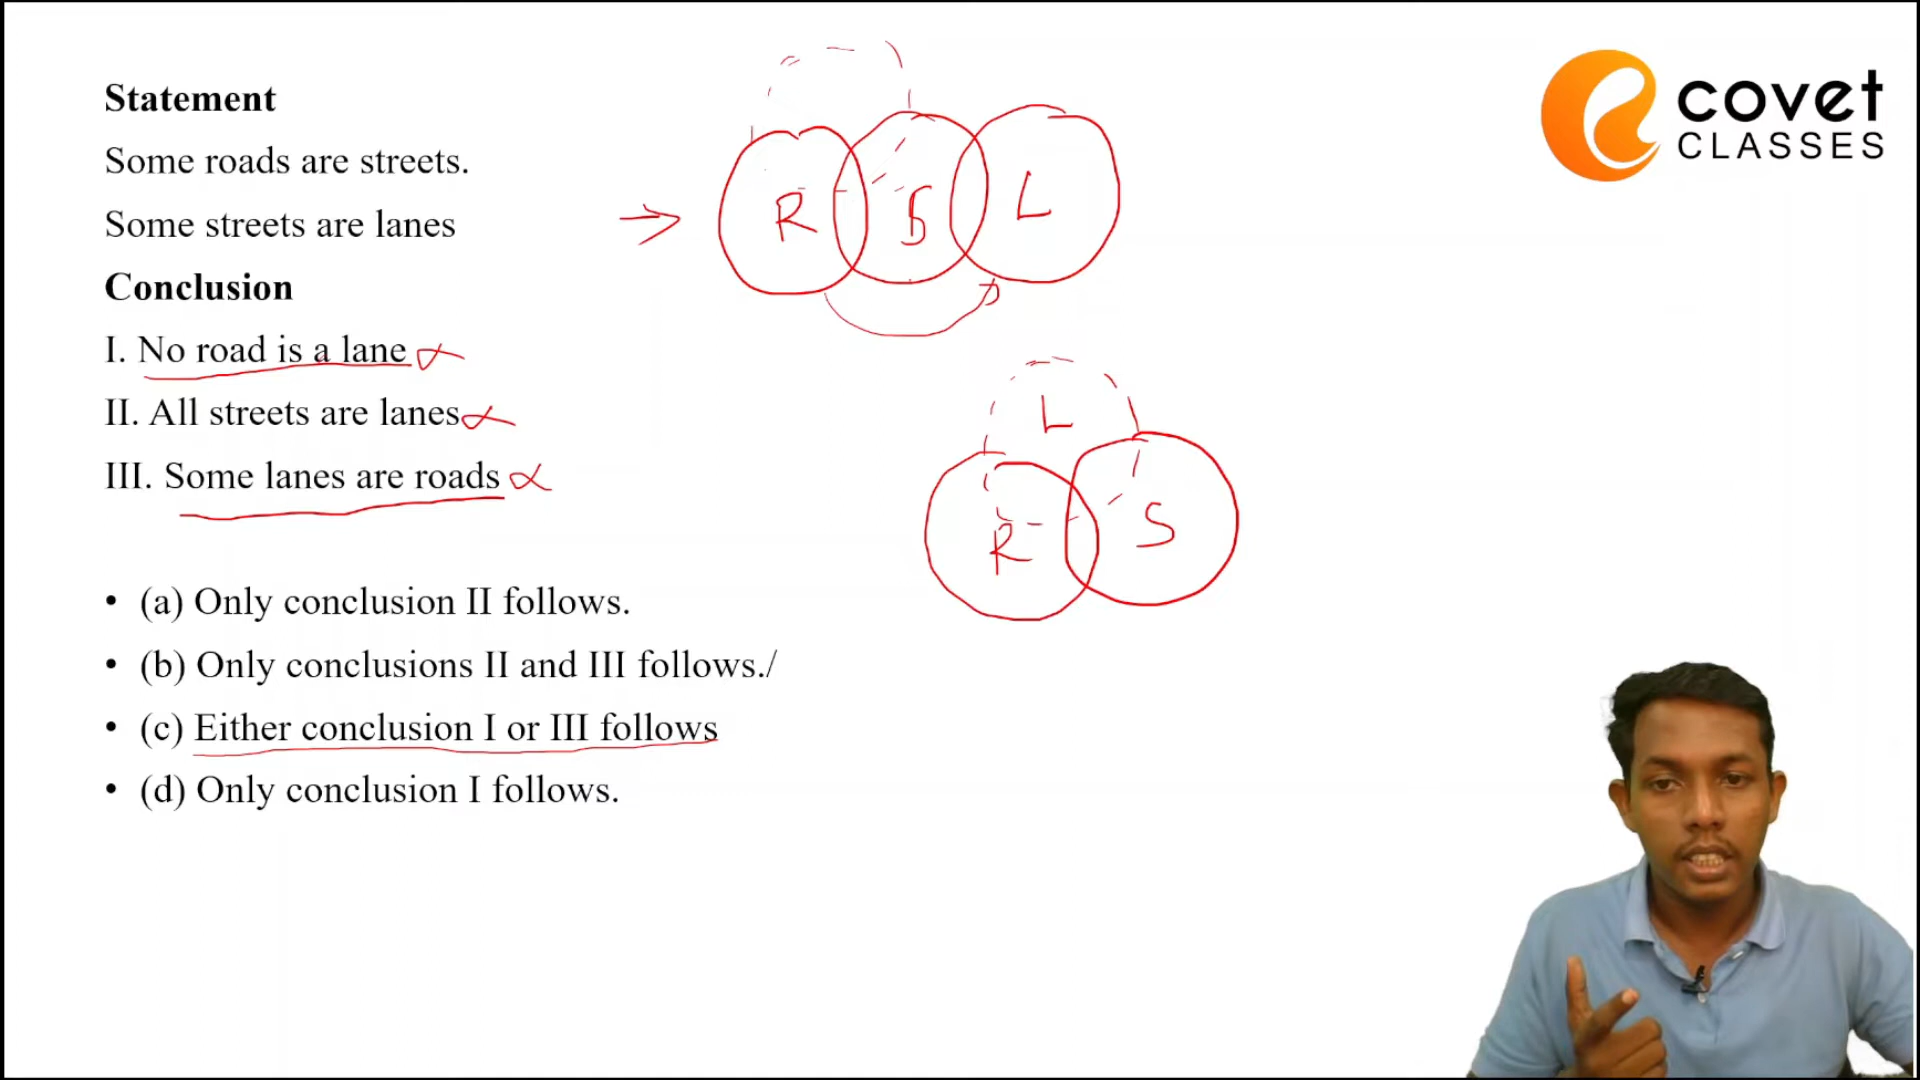 Statement
Some roads are streets.
Some streets are lanes
Conclusion
I. No road is a lane
II. All streets are lanes
III. Some lanes are roads
• (a) Only conclusion II follows.
• (b) Only conclusions II and III follows./
• (c) Either conclusion I or III follows
• (d) Only conclusion I follows.
R S L
L
R S
covet
CLASSES